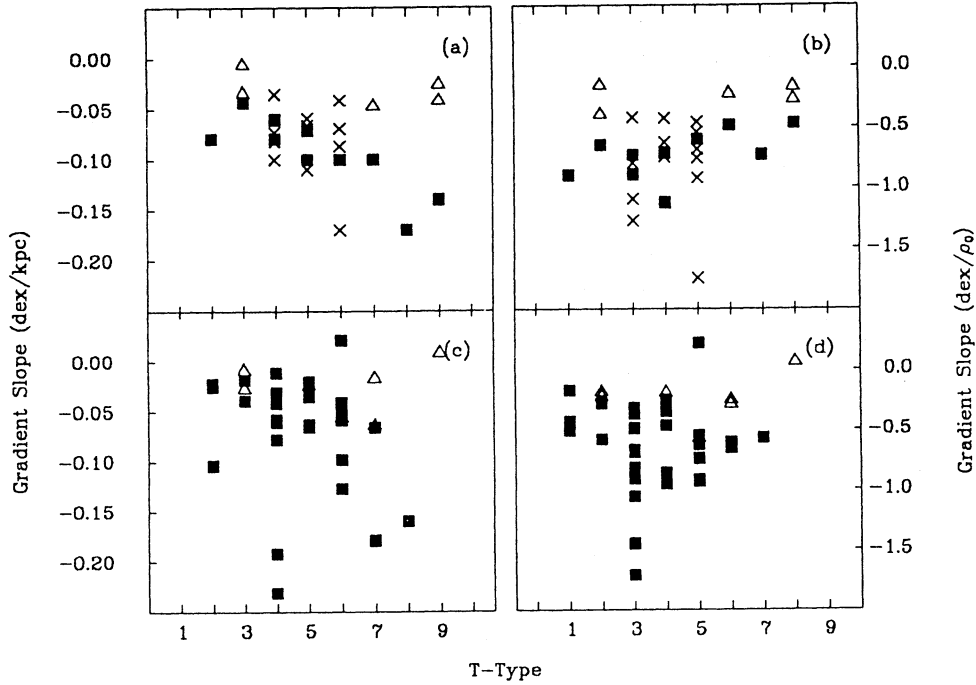 (a)
(b)
(c)
(d)
0.00
−0.05
−0.10
−0.15
−0.20
0.00
−0.05
−0.10
−0.15
−0.20
Gradient Slope (dex/kpc)
0.0
−0.5
−1.0
−1.5
0.0
−0.5
−1.0
−1.5
Gradient Slope (dex/ρ₀)
1 3 5 7 9
1 3 5 7 9
T−Type